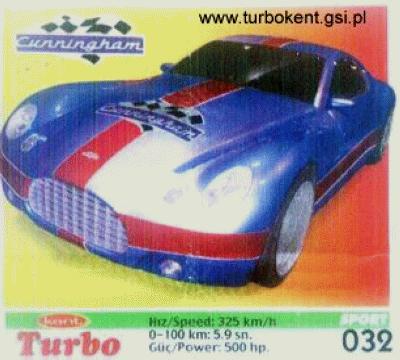 www.turbokent.gsi.pl
Cunningham
Cunningham
kent
Turbo
Hız/Speed: 325 km/h
0-100 km: 5.9 sn.
Güç/Power: 500 hp.
SPORT
032